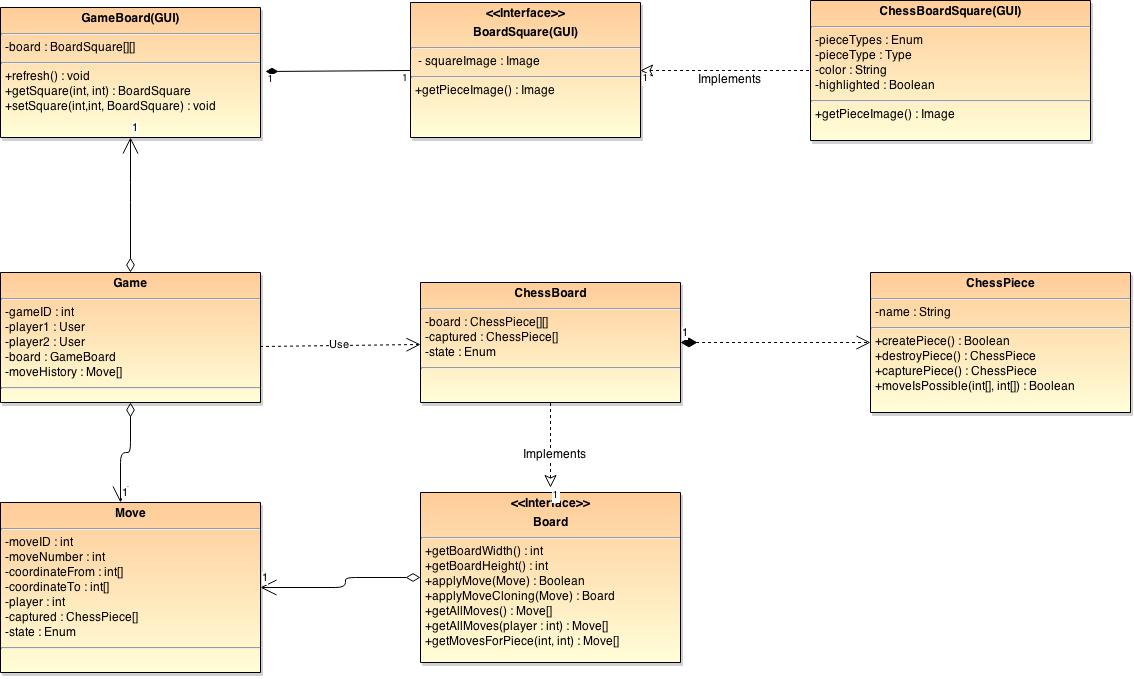 GameBoard(GUI)
-board : BoardSquare[][]
+refresh() : void
+getSquare(int, int) : BoardSquare
+setSquare(int,int, BoardSquare) : void
1
1
<<Interface>>
BoardSquare(GUI)
- squareImage : Image
+getPieceImage() : Image
1
1
Implements
ChessBoardSquare(GUI)
-pieceTypes : Enum
-pieceType : Type
-color : String
-highlighted : Boolean
+getPieceImage() : Image
Game
-gameID : int
-player1 : User
-player2 : User
-board : GameBoard
-moveHistory : Move[]
Use
ChessBoard
-board : ChessPiece[][]
-captured : ChessPiece[]
-state : Enum
1
ChessPiece
-name : String
+createPiece() : Boolean
+destroyPiece() : ChessPiece
+capturePiece() : ChessPiece
+moveIsPossible(int[], int[]) : Boolean
Implements
1
1
Move
-moveID : int
-moveNumber : int
-coordinateFrom : int[]
-coordinateTo : int[]
-player : int
-captured : ChessPiece[]
-state : Enum
1
<<Interface>>
Board
+getBoardWidth() : int
+getBoardHeight() : int
+applyMove(Move) : Boolean
+applyMoveCloning(Move) : Board
+getAllMoves() : Move[]
+getAllMoves(player : int) : Move[]
+getMovesForPiece(int, int) : Move[]